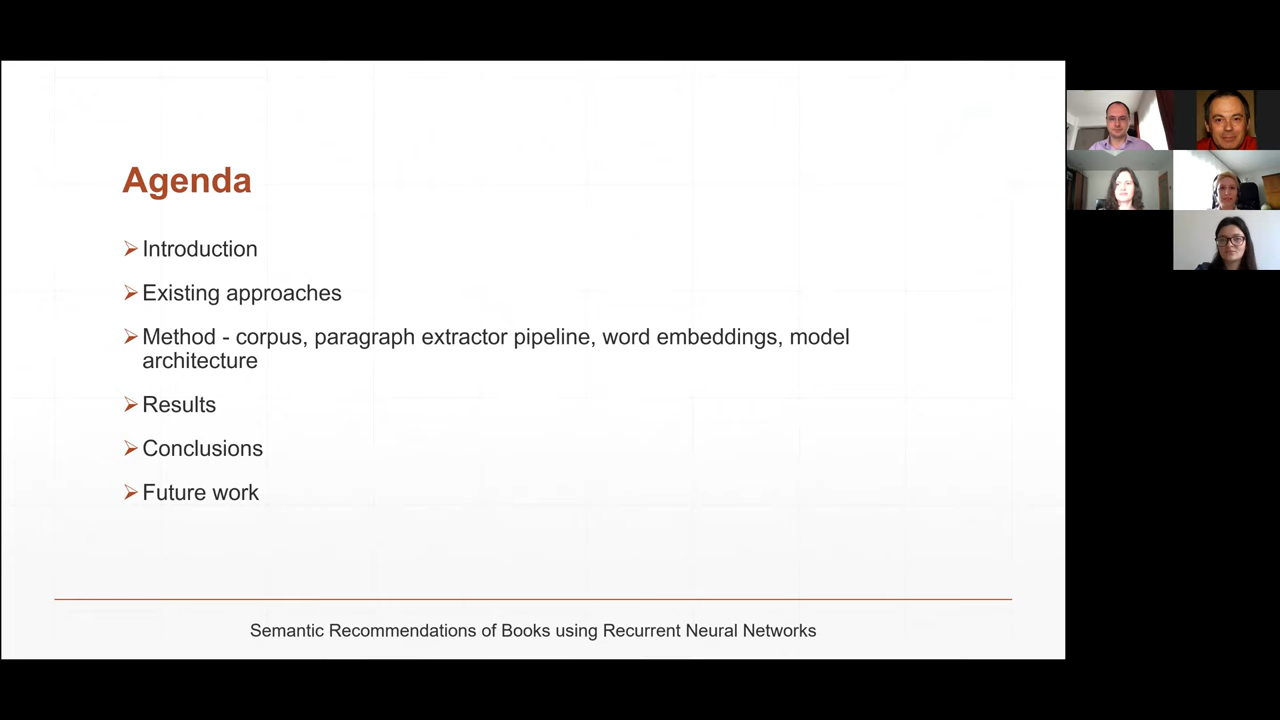 Agenda
Introduction
Existing approaches
Method - corpus, paragraph extractor pipeline, word embeddings, model
architecture
Results
Conclusions
Future work
Semantic Recommendations of Books using Recurrent Neural Networks